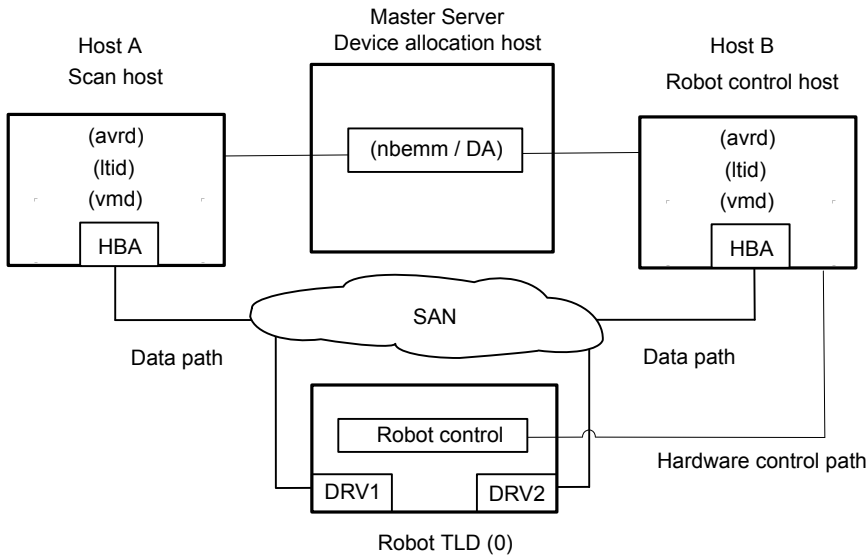 Master Server
Device allocation host
Host A
Scan host
Host B
Robot control host
(avrd)
(ltid)
(vmd)
HBA
(nbemm / DA)
(avrd)
(ltid)
(vmd)
HBA
SAN
Data path
Data path
Robot control
Hardware control path
DRV1
DRV2
Robot TLD (0)